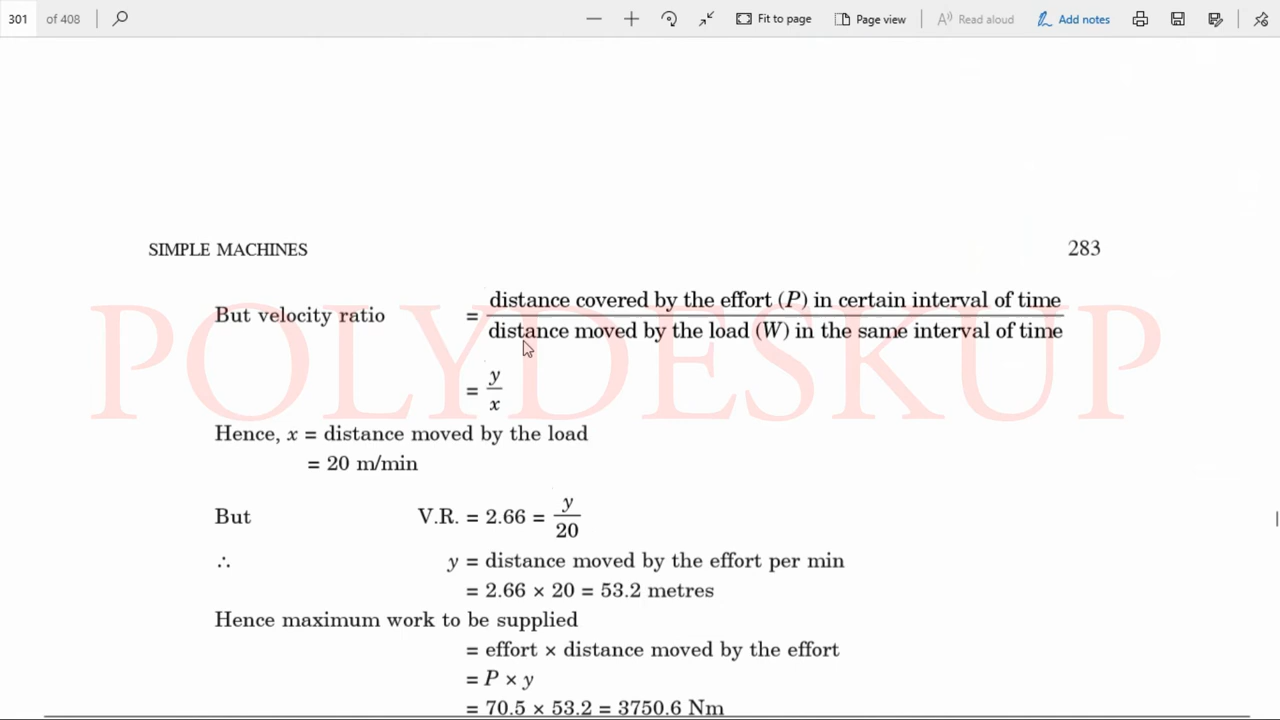 301 of 408 Fit to page Page view Read aloud Add notes
SIMPLE MACHINES 283
But velocity ratio = distance covered by the effort (P) in certain interval of time / distance moved by the load (W) in the same interval of time
= y / x
POLYDESKUP
Hence, x = distance moved by the load
= 20 m/min
But V.R. = 2.66 = y / 20
∴ y = distance moved by the effort per min
= 2.66 × 20 = 53.2 metres
Hence maximum work to be supplied
= effort × distance moved by the effort
= P × y
= 70.5 × 53.2 = 3750.6 Nm